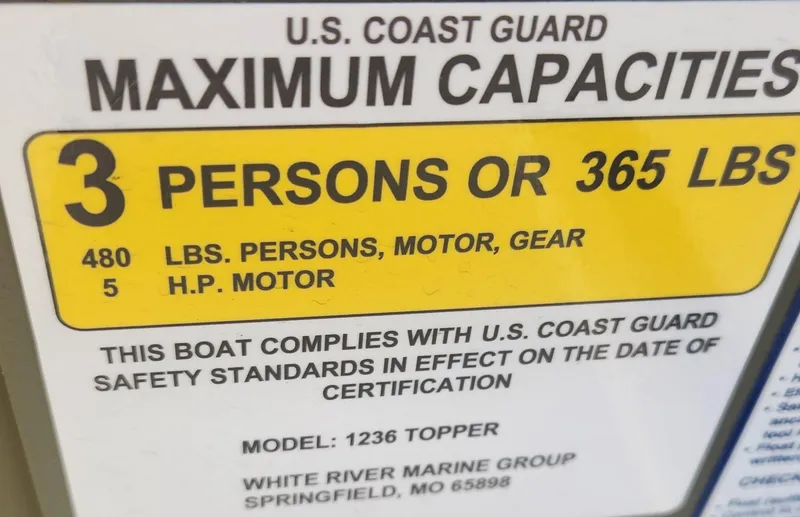 U.S. COAST GUARD
MAXIMUM CAPACITIES
3 PERSONS OR 365 LBS
480 LBS. PERSONS, MOTOR, GEAR
5 H.P. MOTOR
THIS BOAT COMPLIES WITH U.S. COAST GUARD
SAFETY STANDARDS IN EFFECT ON THE DATE OF
CERTIFICATION
MODEL: 1236 TOPPER
WHITE RIVER MARINE GROUP
SPRINGFIELD, MO 65898